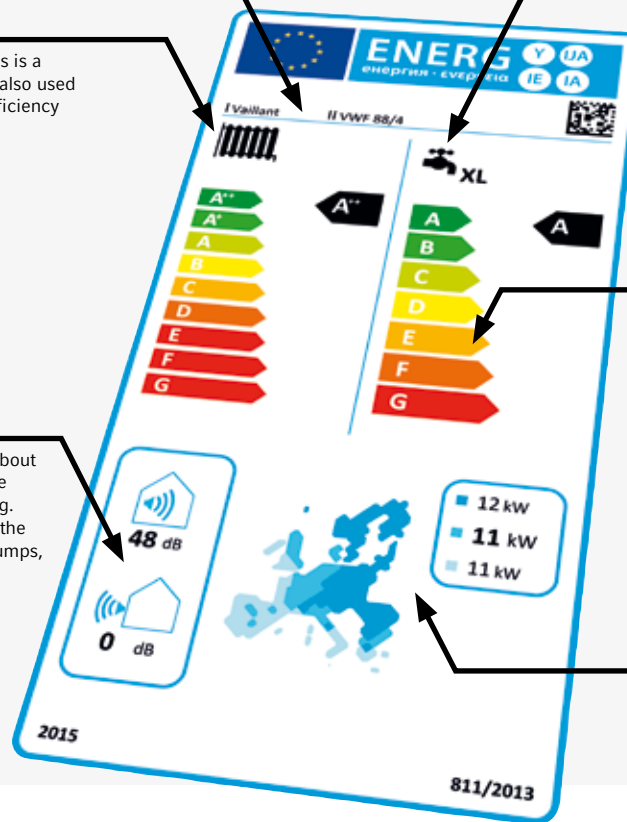 s is a
also used
ficiency
ENERG
енергия · ενεργεια
Y
IJA
IE
IA
I Vaillant
II VWF 88/4
XL
A++
A+
A
B
C
D
E
F
G
A++
A
B
C
D
E
F
G
A
bout
e
g.
the
umps,
48 dB
0 dB
12 kW
11 kW
11 kW
2015
811/2013